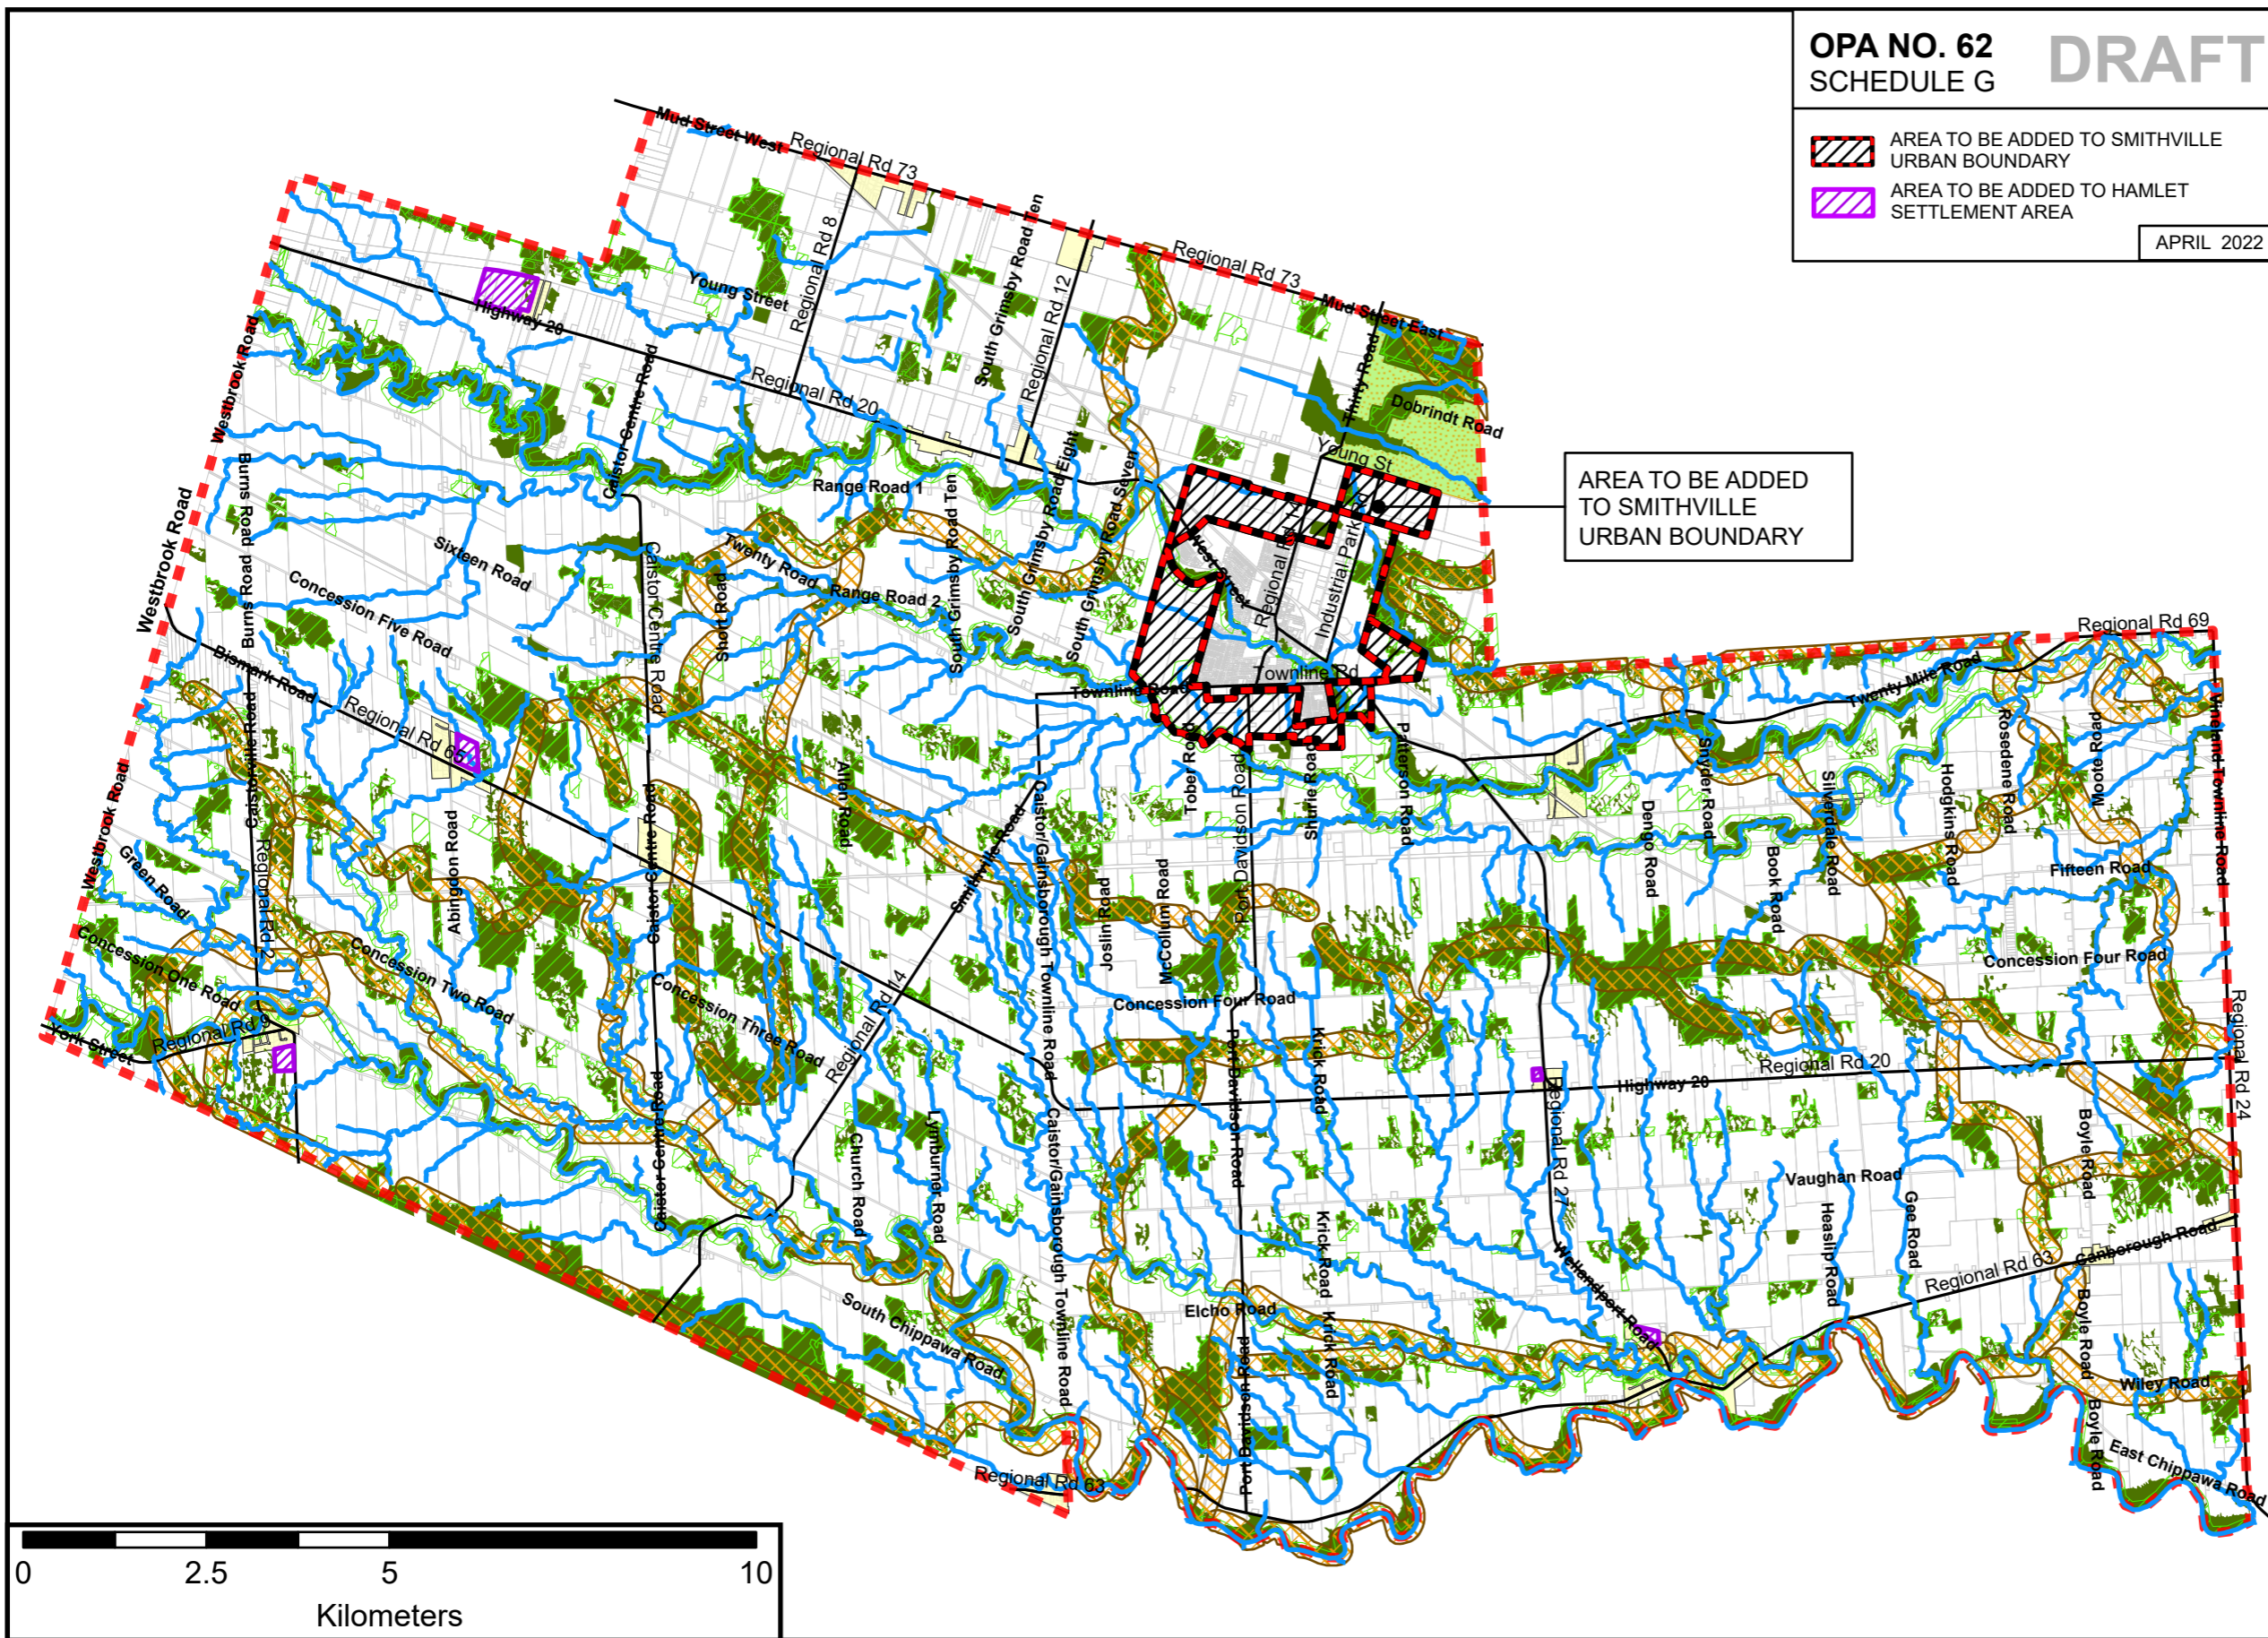 OPA NO. 62
SCHEDULE G
DRAFT
AREA TO BE ADDED TO SMITHVILLE
URBAN BOUNDARY
AREA TO BE ADDED TO HAMLET
SETTLEMENT AREA
APRIL 2022
Mud Street West
Regional Rd 73
Regional Rd 8
Young Street
South Grimsby Road Ten
Regional Rd 12
Regional Rd 73
Mud Street East
Thirty Road
Dobrindt Road
Young St
Highway 20
Regional Rd 20
Westbrook Road
Caistor Centre Road
Range Road 1
South Grimsby Road Eight
South Grimsby Road Seven
South Grimsby Road Ten
AREA TO BE ADDED
TO SMITHVILLE
URBAN BOUNDARY
West Street
Regional Rd 14
Industrial Park Rd
Burns Road
Burns Road
Sixteen Road
Twenty Road
Range Road 2
Short Road
Caistor Centre Road
Concession Five Road
Westbrook Road
Bismark Road
Regional Rd 65
Townline Road
Townline Rd
Regional Rd 69
Twenty Mile Road
Vineland Townline Road
Rosedene Road
Moore Road
Snyder Road
Silverdale Road
Hodgkins Road
Deno Road
Book Road
Fifteen Road
Patterson Road
Shurie Road
Tober Road
Port Davidson Road
Caistorville Road
Regional Rd 2
Westbrook Road
Green Road
Abingdon Road
Caistor Centre Road
Allen Road
Smithville Road
Caistor/Gainsborough Townline Road
Joslin Road
McCollum Road
Concession Four Road
Concession Four Road
Concession One Road
Concession Two Road
Concession Three Road
Regional Rd 14
York Street
Regional Rd 9
Port Davidson Road
Krick Road
Regional Rd 20
Highway 20
Regional Rd 24
Regional Rd 27
Caistor Centre Road
Church Road
Lymburner Road
Caistor/Gainsborough Townline Road
Krick Road
Vaughan Road
Heaslip Road
Gee Road
Boyle Road
Canborough Road
Regional Rd 63
Wellandport Road
Elcho Road
Krick Road
Port Davidson Road
South Chippawa Road
Boyle Road
Wiley Road
Boyle Road
East Chippawa Road
Regional Rd 63
0
2.5
5
10
Kilometers